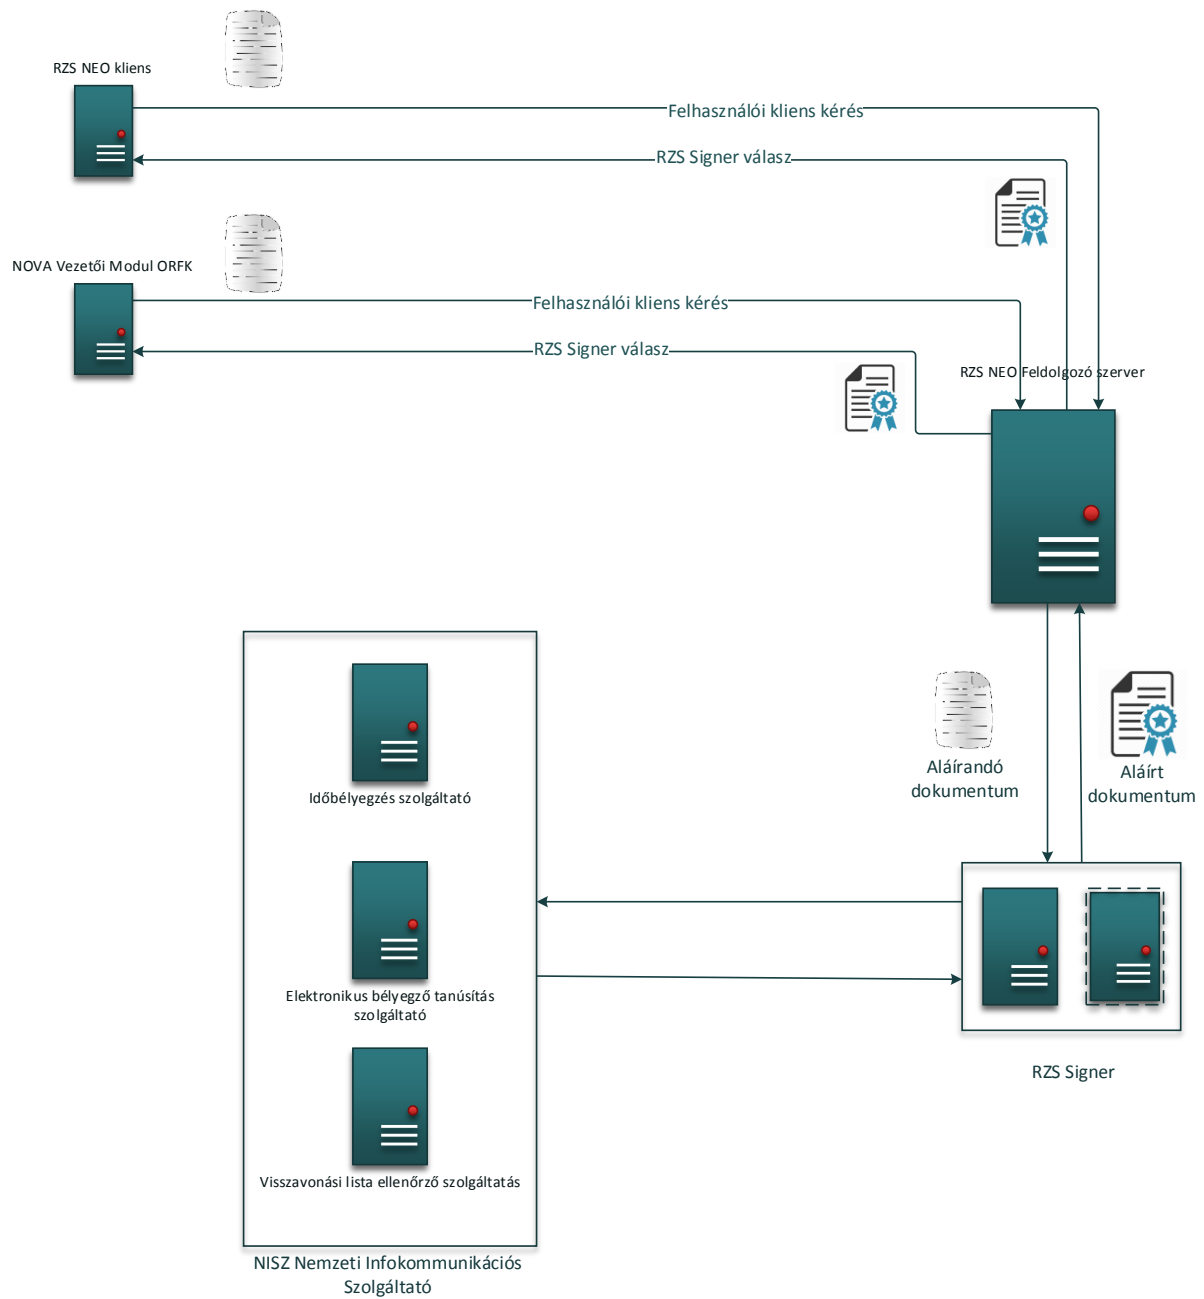 RZS NEO kliens
Felhasználói kliens kérés
RZS Signer válasz
NOVA Vezetői Modul ORFK
Felhasználói kliens kérés
RZS Signer válasz
RZS NEO Feldolgozó szerver
Aláírandó
dokumentum
Aláírt
dokumentum
Időbélyegzés szolgáltató
Elektronikus bélyegző tanúsítás
szolgáltató
Visszavonási lista ellenőrző szolgáltatás
RZS Signer
NISZ Nemzeti Infokommunikációs
Szolgáltató